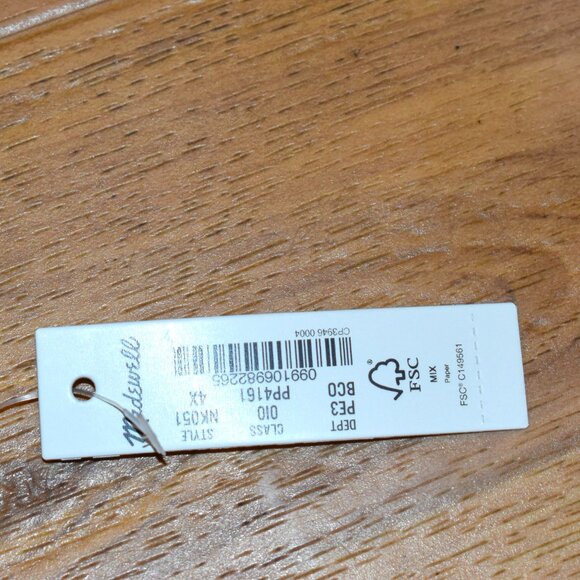 madewell
CP3946 0004
099106982265
BCO PP4161 4X
PE3 010 NK051
DEPT CLASS STYLE
®
FSC
MIX
Paper
FSC® C149561